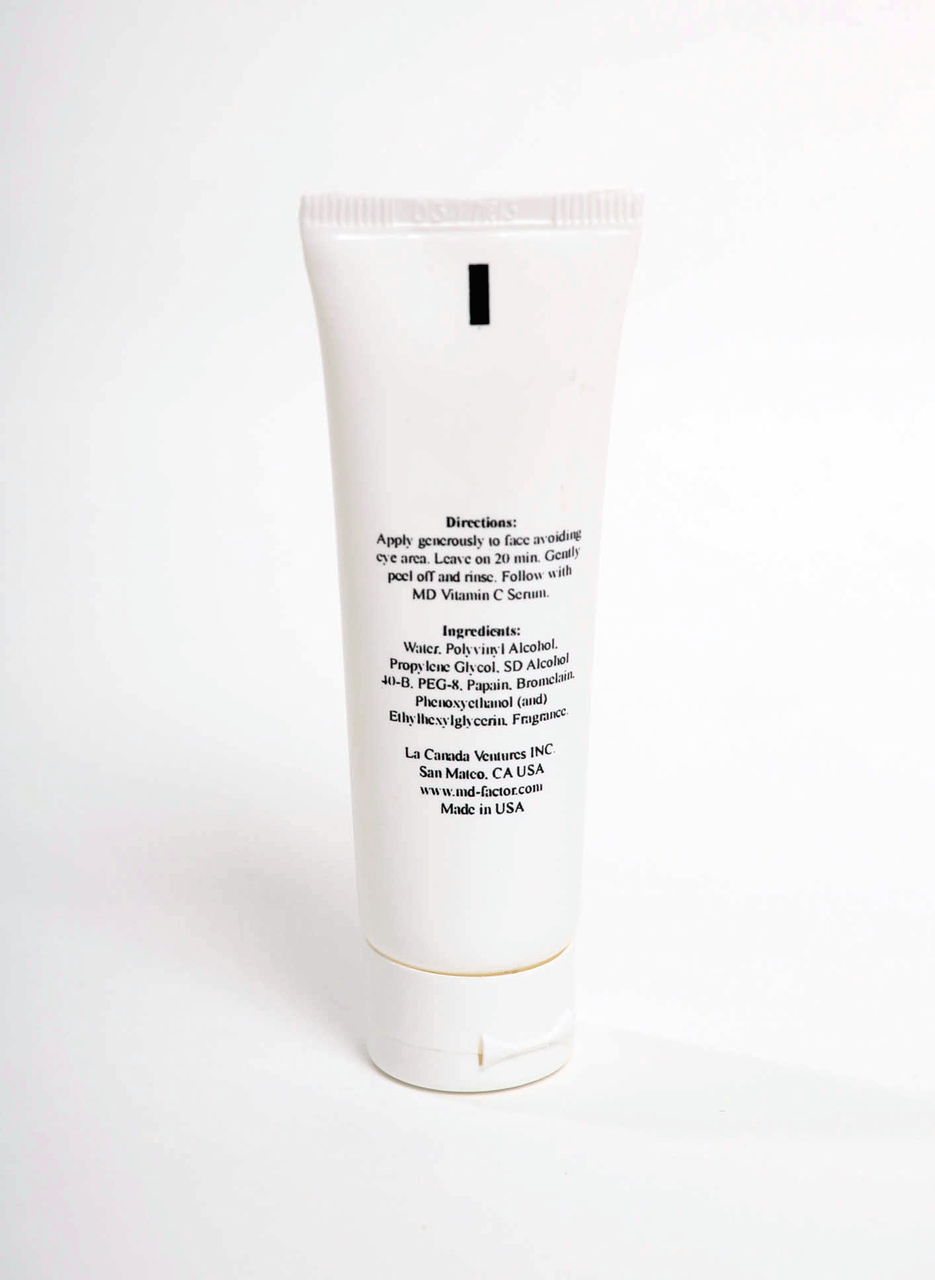 Directions:
Apply generously to face avoiding
eye area. Leave on 20 min. Gently
peel off and rinse. Follow with
MD Vitamin C Serum.
Ingredients:
Water, Polyvinyl Alcohol,
Propylene Glycol, SD Alcohol
40-B, PEG-8, Papain, Bromelain,
Phenoxyethanol (and)
Ethylhexylglycerin, Fragrance.
La Canada Ventures INC.
San Mateo, CA USA
www.md-factor.com
Made in USA